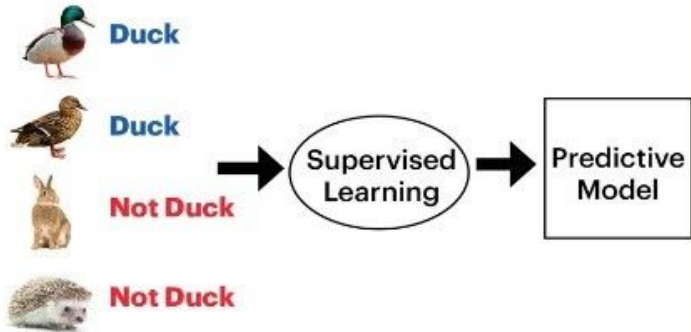 Duck
Duck
Not Duck
Not Duck
Supervised
Learning
Predictive
Model